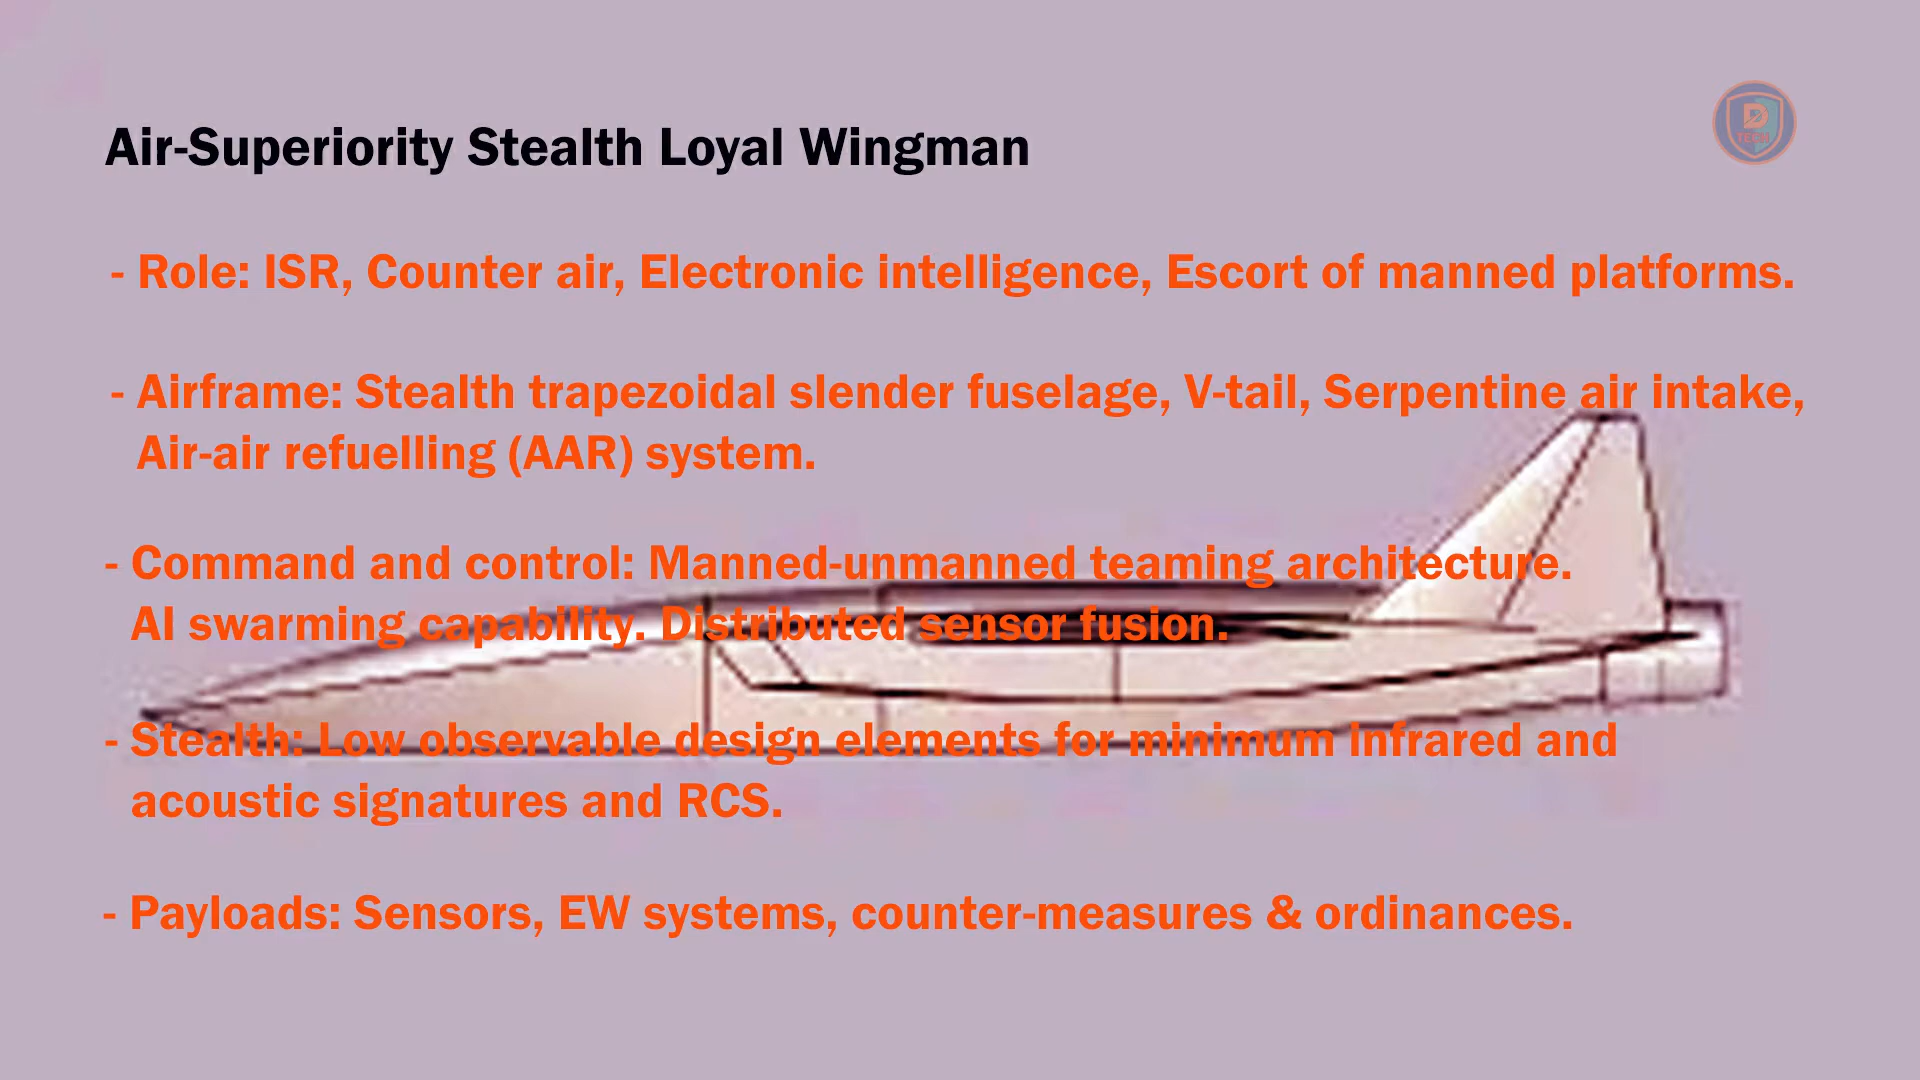 D
TECH
Air-Superiority Stealth Loyal Wingman
- Role: ISR, Counter air, Electronic intelligence, Escort of manned platforms.
- Airframe: Stealth trapezoidal slender fuselage, V-tail, Serpentine air intake,
Air-air refuelling (AAR) system.
- Command and control: Manned-unmanned teaming architecture.
AI swarming capability. Distributed sensor fusion.
- Stealth: Low observable design elements for minimum Infrared and
acoustic signatures and RCS.
- Payloads: Sensors, EW systems, counter-measures & ordinances.